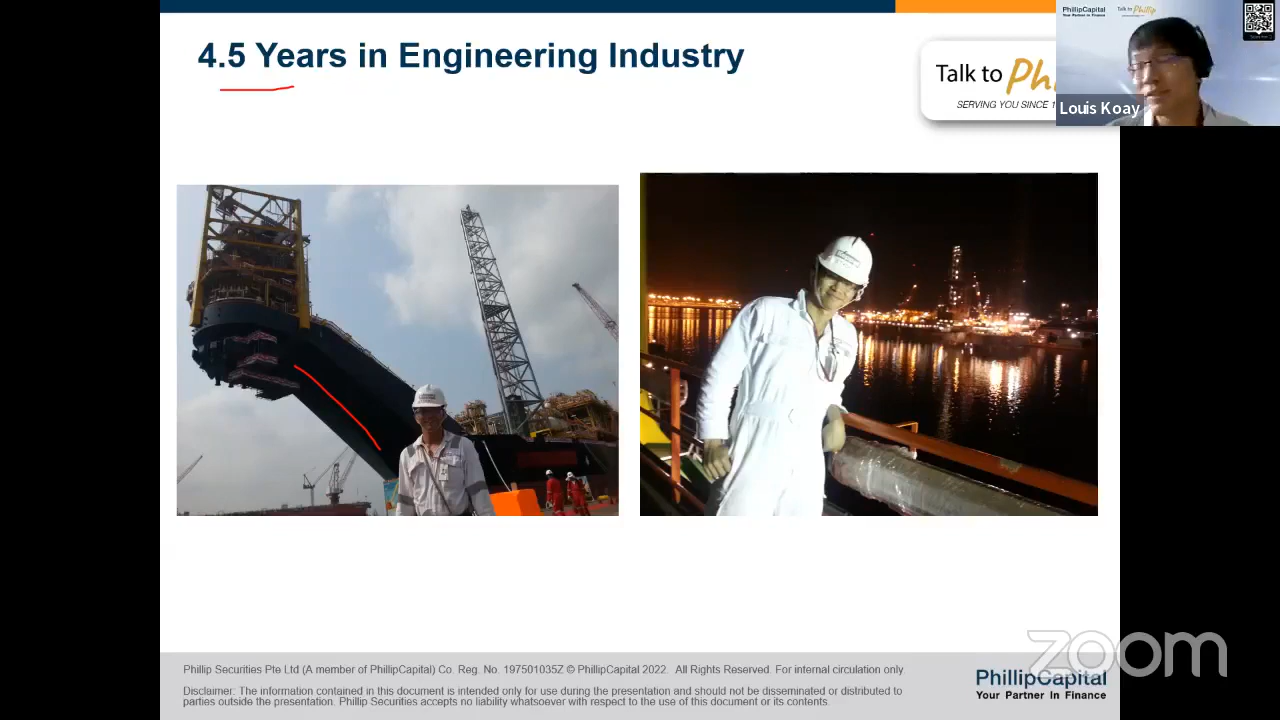 4.5 Years in Engineering Industry
Talk to
SERVING YOU SINCE
PhillipCapital
Your Partner in Finance
Talk to Phillip
Louis Koay
Phillip Securities Pte Ltd (A member of PhillipCapital) Co. Reg. No. 197501035Z © PhillipCapital 2022. All Rights Reserved. For internal circulation only.
Disclaimer: The information contained in this document is intended only for use during the presentation and should not be disseminated or distributed to
parties outside the presentation. Phillip Securities accepts no liability whatsoever with respect to the use of this document or its contents.
PhillipCapital
Your Partner In Finance
zoom